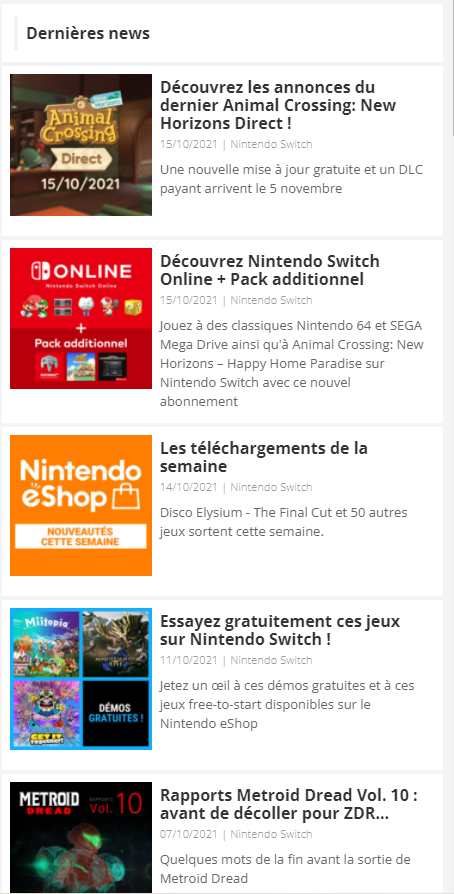 Dernières news
Animal
Crossing
New
Horizons
Direct
15/10/2021
Découvrez les annonces du
dernier Animal Crossing: New
Horizons Direct !
15/10/2021 | Nintendo Switch
Une nouvelle mise à jour gratuite et un DLC
payant arrivent le 5 novembre
ONLINE
Nintendo Switch Online
+
Pack additionnel
Découvrez Nintendo Switch
Online + Pack additionnel
15/10/2021 | Nintendo Switch
Jouez à des classiques Nintendo 64 et SEGA
Mega Drive ainsi qu'à Animal Crossing: New
Horizons – Happy Home Paradise sur
Nintendo Switch avec ce nouvel
abonnement
Nintendo
eShop
NOUVEAUTÉS
CETTE SEMAINE
Les téléchargements de la
semaine
14/10/2021 | Nintendo Switch
Disco Elysium - The Final Cut et 50 autres
jeux sortent cette semaine.
Miitopia
GET IT
TOGETHER!
DÉMOS
GRATUITES !
Essayez gratuitement ces jeux
sur Nintendo Switch !
11/10/2021 | Nintendo Switch
Jetez un œil à ces démos gratuites et à ces
jeux free-to-start disponibles sur le
Nintendo eShop
METROID
DREAD
RAPPORTS
Vol. 10
Rapports Metroid Dread Vol. 10 :
avant de décoller pour ZDR…
07/10/2021 | Nintendo Switch
Quelques mots de la fin avant la sortie de
Metroid Dread